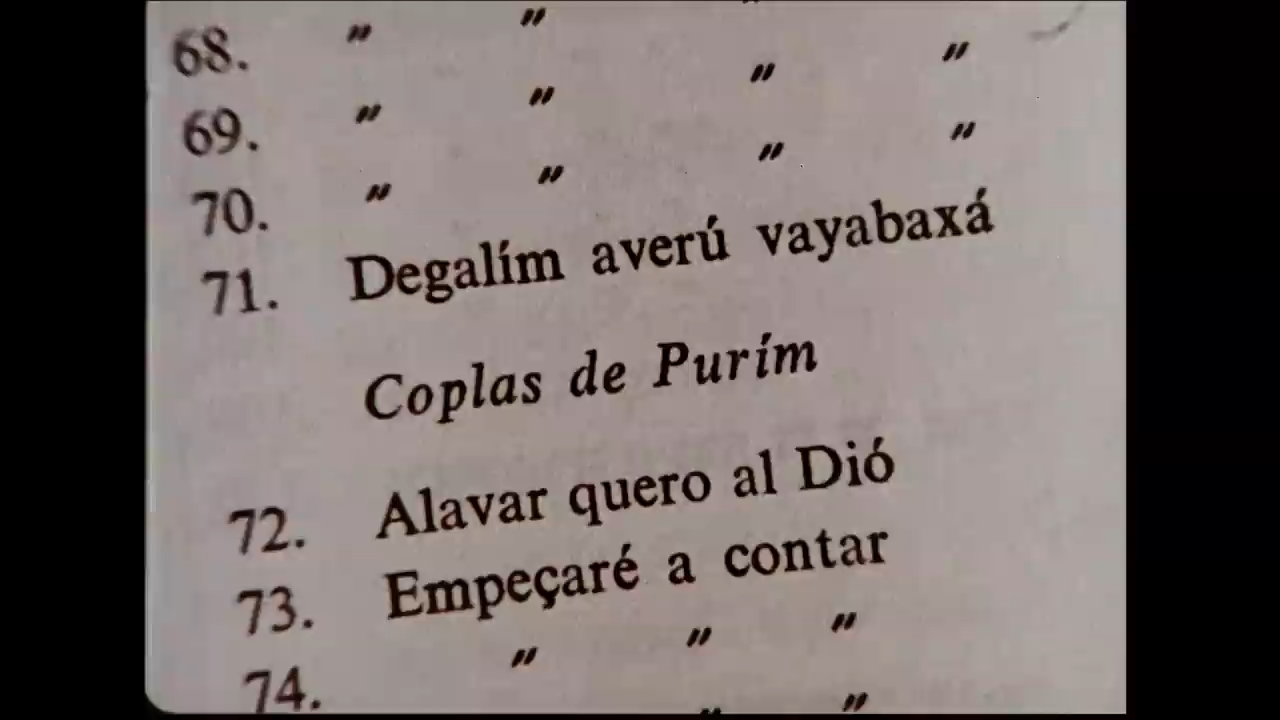 68. " " "
69. " " " "
70. " " " "
71. Degalím averú vayabaxá
Coplas de Purím
72. Alavar quero al Dió
73. Empeçaré a contar
74. " " "
" "